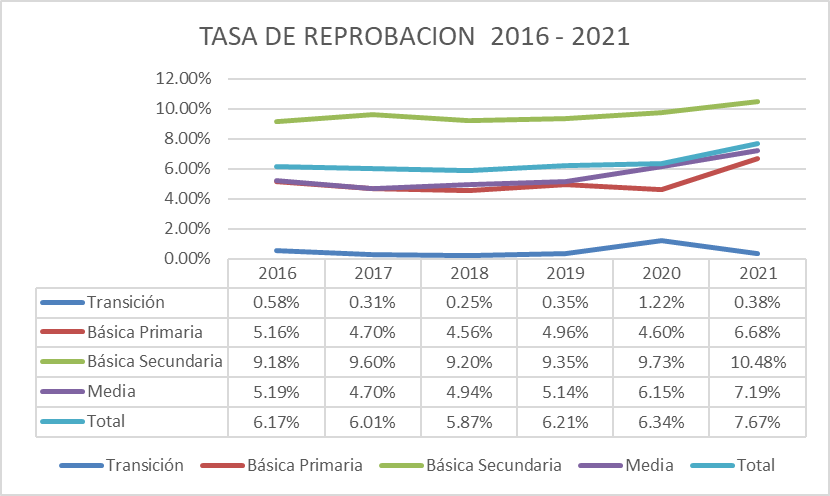 TASA DE REPROBACION 2016 - 2021
12.00%
10.00%
8.00%
6.00%
4.00%
2.00%
0.00%
2016 2017 2018 2019 2020 2021
Transición 0.58% 0.31% 0.25% 0.35% 1.22% 0.38%
Básica Primaria 5.16% 4.70% 4.56% 4.96% 4.60% 6.68%
Básica Secundaria 9.18% 9.60% 9.20% 9.35% 9.73% 10.48%
Media 5.19% 4.70% 4.94% 5.14% 6.15% 7.19%
Total 6.17% 6.01% 5.87% 6.21% 6.34% 7.67%
Transición Básica Primaria Básica Secundaria Media Total